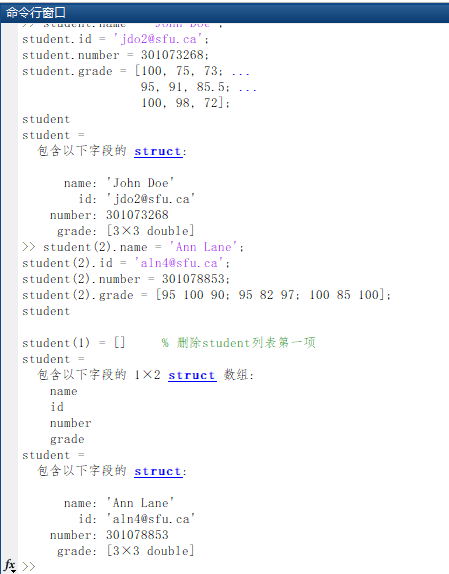 命令行窗口
>> student.name = 'John Doe';
student.id = 'jdo2@sfu.ca';
student.number = 301073268;
student.grade = [100, 75, 73; ...
95, 91, 85.5; ...
100, 98, 72];
student
student =
包含以下字段的 struct:
name: 'John Doe'
id: 'jdo2@sfu.ca'
number: 301073268
grade: [3×3 double]
>> student(2).name = 'Ann Lane';
student(2).id = 'aln4@sfu.ca';
student(2).number = 301078853;
student(2).grade = [95 100 90; 95 82 97; 100 85 100];
student
student(1) = [] % 删除student列表第一项
student =
包含以下字段的 1×2 struct 数组:
name
id
number
grade
student =
包含以下字段的 struct:
name: 'Ann Lane'
id: 'aln4@sfu.ca'
number: 301078853
grade: [3×3 double]
fx >>